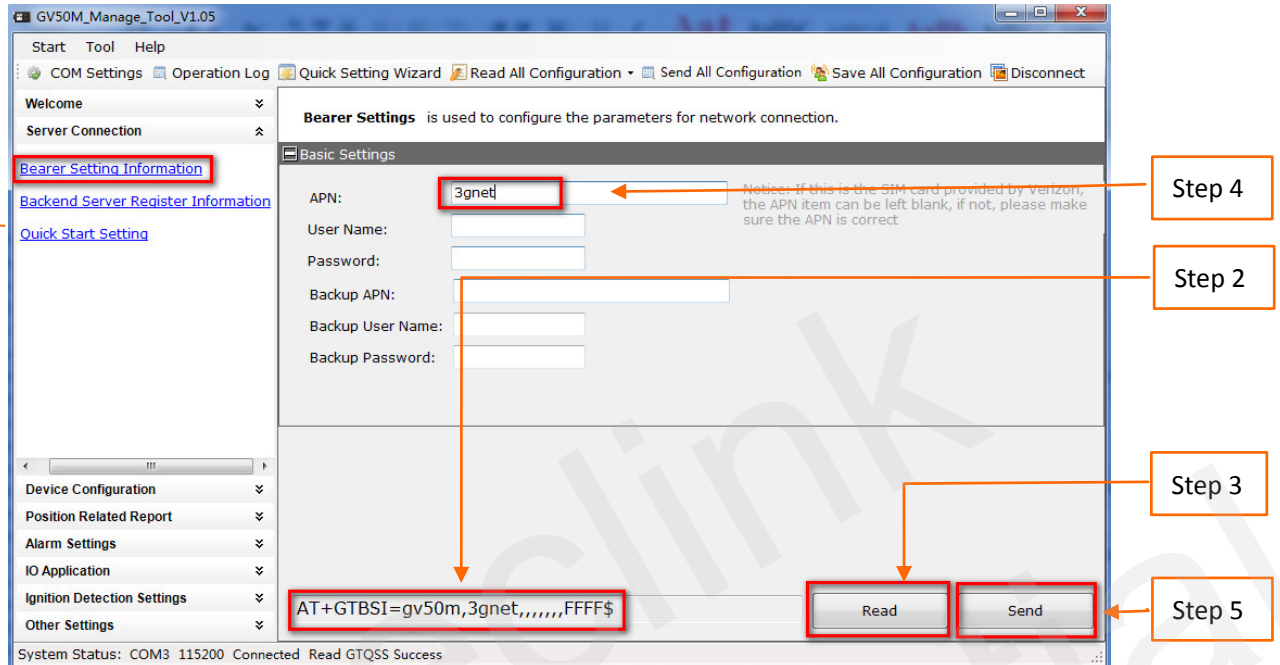 GV50M_Manage_Tool_V1.05
Start Tool Help
COM Settings Operation Log Quick Setting Wizard Read All Configuration Send All Configuration Save All Configuration Disconnect
Welcome
Server Connection
Bearer Setting Information
Backend Server Register Information
Quick Start Setting
Bearer Settings is used to configure the parameters for network connection.
Basic Settings
APN: 3gnet
Notice: If this is the SIM card provided by Verizon,
the APN item can be left blank, if not, please make
sure the APN is correct
User Name:
Password:
Backup APN:
Backup User Name:
Backup Password:
Step 4
Step 2
Step 3
Step 5
Device Configuration
Position Related Report
Alarm Settings
IO Application
Ignition Detection Settings
Other Settings
AT+GTBSI=gv50m,3gnet,,,,,,,FFFF$
Read
Send
System Status: COM3 115200 Connected Read GTQSS Success